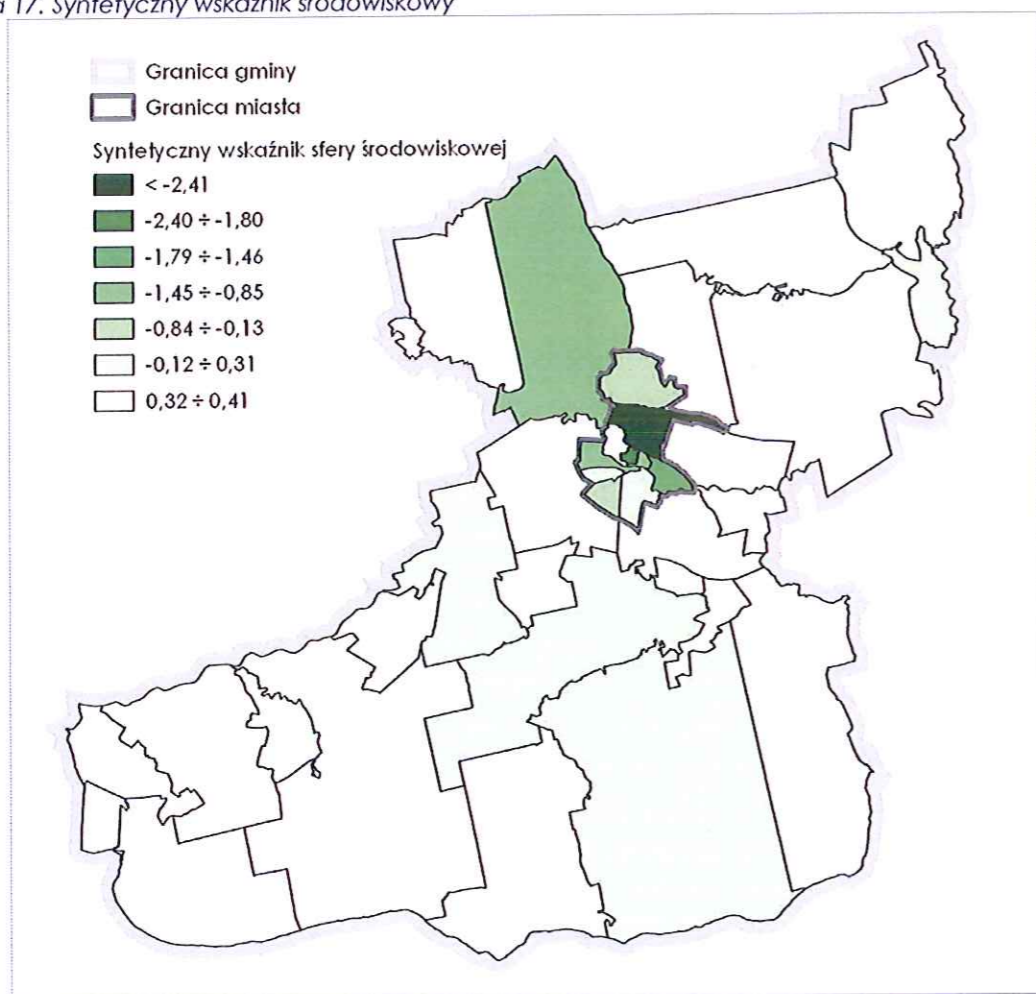 17. Syntetyczny wskaźnik środowiskowy
Granica gminy
Granica miasta
Syntetyczny wskaźnik sfery środowiskowej
< -2,41
-2,40 ÷ -1,80
-1,79 ÷ -1,46
-1,45 ÷ -0,85
-0,84 ÷ -0,13
-0,12 ÷ 0,31
0,32 ÷ 0,41